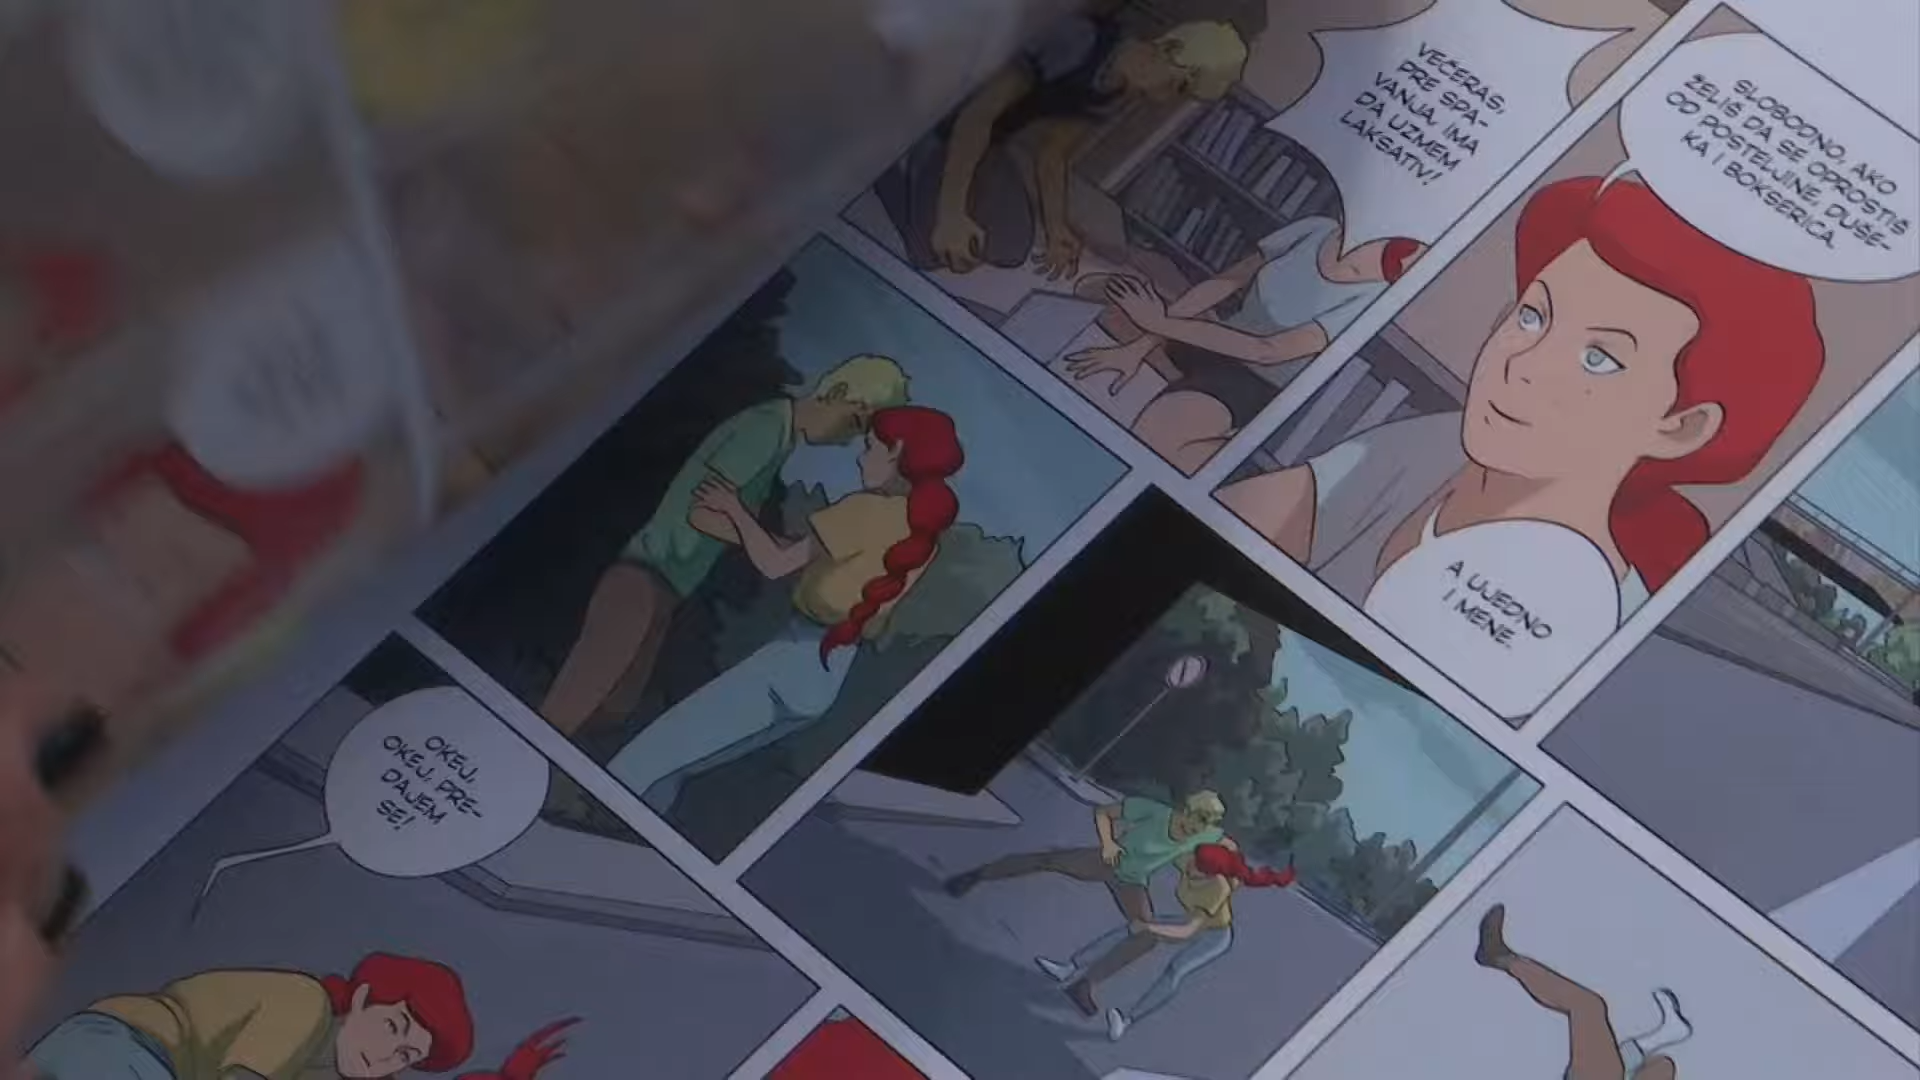 VEČERAS,
PRE SPA-
VANJA, IMA
DA UZMEM
LAKSATIV!
SLOBODNO, AKO
ŽELIŠ DA SE OPROSTIŠ
OD POSTELJINE, DUŠE-
KA I BOKSERICA.
A UJEDNO
I MENE.
OKEJ,
OKEJ, PRE-
DAJEM
SE!